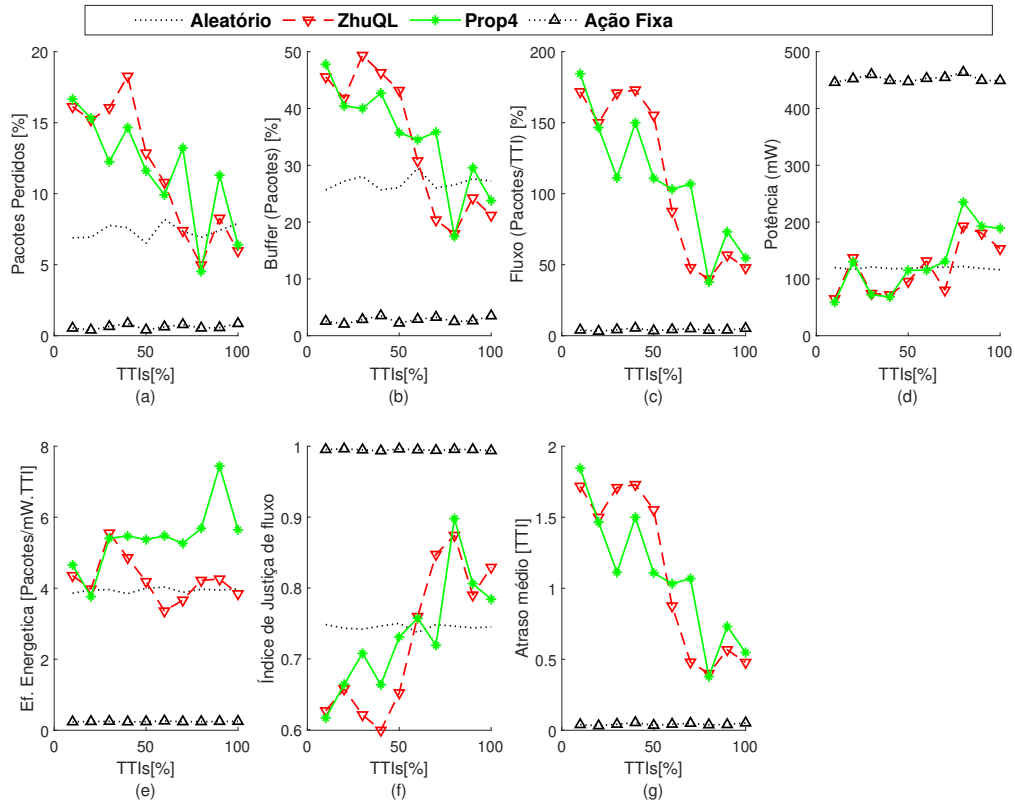 Aleatório ZhuQL Prop4 Ação Fixa
Pacotes Perdidos [%]
20
15
10
5
0
0 50 100
TTIs[%]
(a)
Buffer (Pacotes) [%]
50
40
30
20
10
0
0 50 100
TTIs[%]
(b)
Fluxo (Pacotes/TTI) [%]
200
150
100
50
0
0 50 100
TTIs[%]
(c)
Potência (mW)
500
400
300
200
100
0
0 50 100
TTIs[%]
(d)
Ef. Energetica [Pacotes/mW.TTI]
8
6
4
2
0
0 50 100
TTIs[%]
(e)
Índice de Justiça de fluxo
1
0.9
0.8
0.7
0.6
0 50 100
TTIs[%]
(f)
Atraso médio [TTI]
2
1.5
1
0.5
0
0 50 100
TTIs[%]
(g)